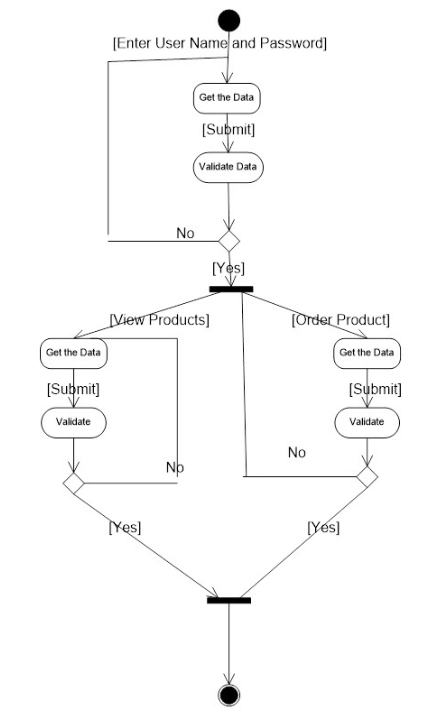 [Enter User Name and Password]
Get the Data
[Submit]
Validate Data
No
[Yes]
[View Products]
[Order Product]
Get the Data
Get the Data
[Submit]
[Submit]
Validate
Validate
No
No
[Yes]
[Yes]